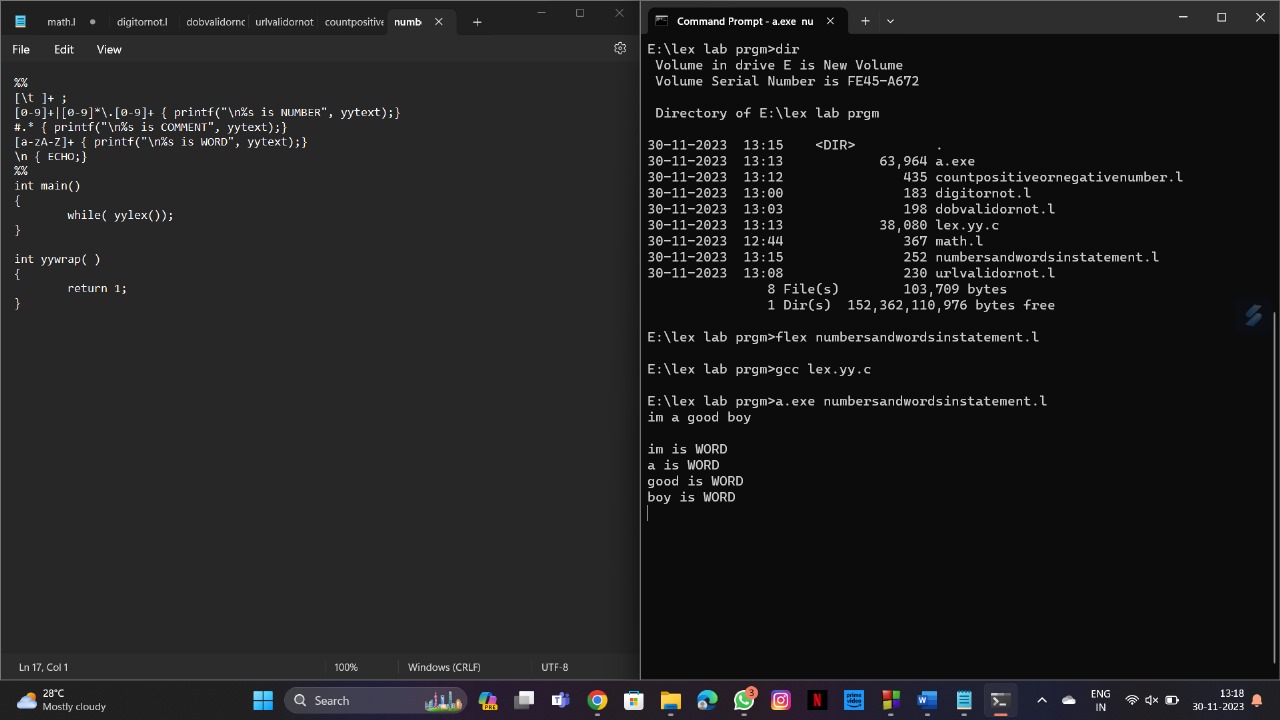 math.l
digitornot.l
dobvalidornc
urlvalidornot
countpositive
numb
File Edit View
%%
[\t ]+ ;
[0-9]+|[0-9]*\.[0-9]+ { printf("\n%s is NUMBER", yytext);}
#.* { printf("\n%s is COMMENT", yytext);}
[a-zA-Z]+ { printf("\n%s is WORD", yytext);}
\n { ECHO;}
%%
int main()
{
while( yylex());
}
int yywrap( )
{
return 1;
}
Ln 17, Col 1
100%
Windows (CRLF)
UTF-8
Command Prompt - a.exe nu
E:\lex lab prgm>dir
Volume in drive E is New Volume
Volume Serial Number is FE45-A672
Directory of E:\lex lab prgm
30-11-2023 13:15 <DIR> .
30-11-2023 13:13 63,964 a.exe
30-11-2023 13:12 435 countpositiveornegativenumber.l
30-11-2023 13:00 183 digitornot.l
30-11-2023 13:03 198 dobvalidornot.l
30-11-2023 13:13 38,080 lex.yy.c
30-11-2023 12:44 367 math.l
30-11-2023 13:15 252 numbersandwordsinstatement.l
30-11-2023 13:08 230 urlvalidornot.l
8 File(s) 103,709 bytes
1 Dir(s) 152,362,110,976 bytes free
E:\lex lab prgm>flex numbersandwordsinstatement.l
E:\lex lab prgm>gcc lex.yy.c
E:\lex lab prgm>a.exe numbersandwordsinstatement.l
im a good boy
im is WORD
a is WORD
good is WORD
boy is WORD
28°C
Mostly cloudy
Search
PRE
3
N
prime video
W
ENG
IN
13:18
30-11-2023